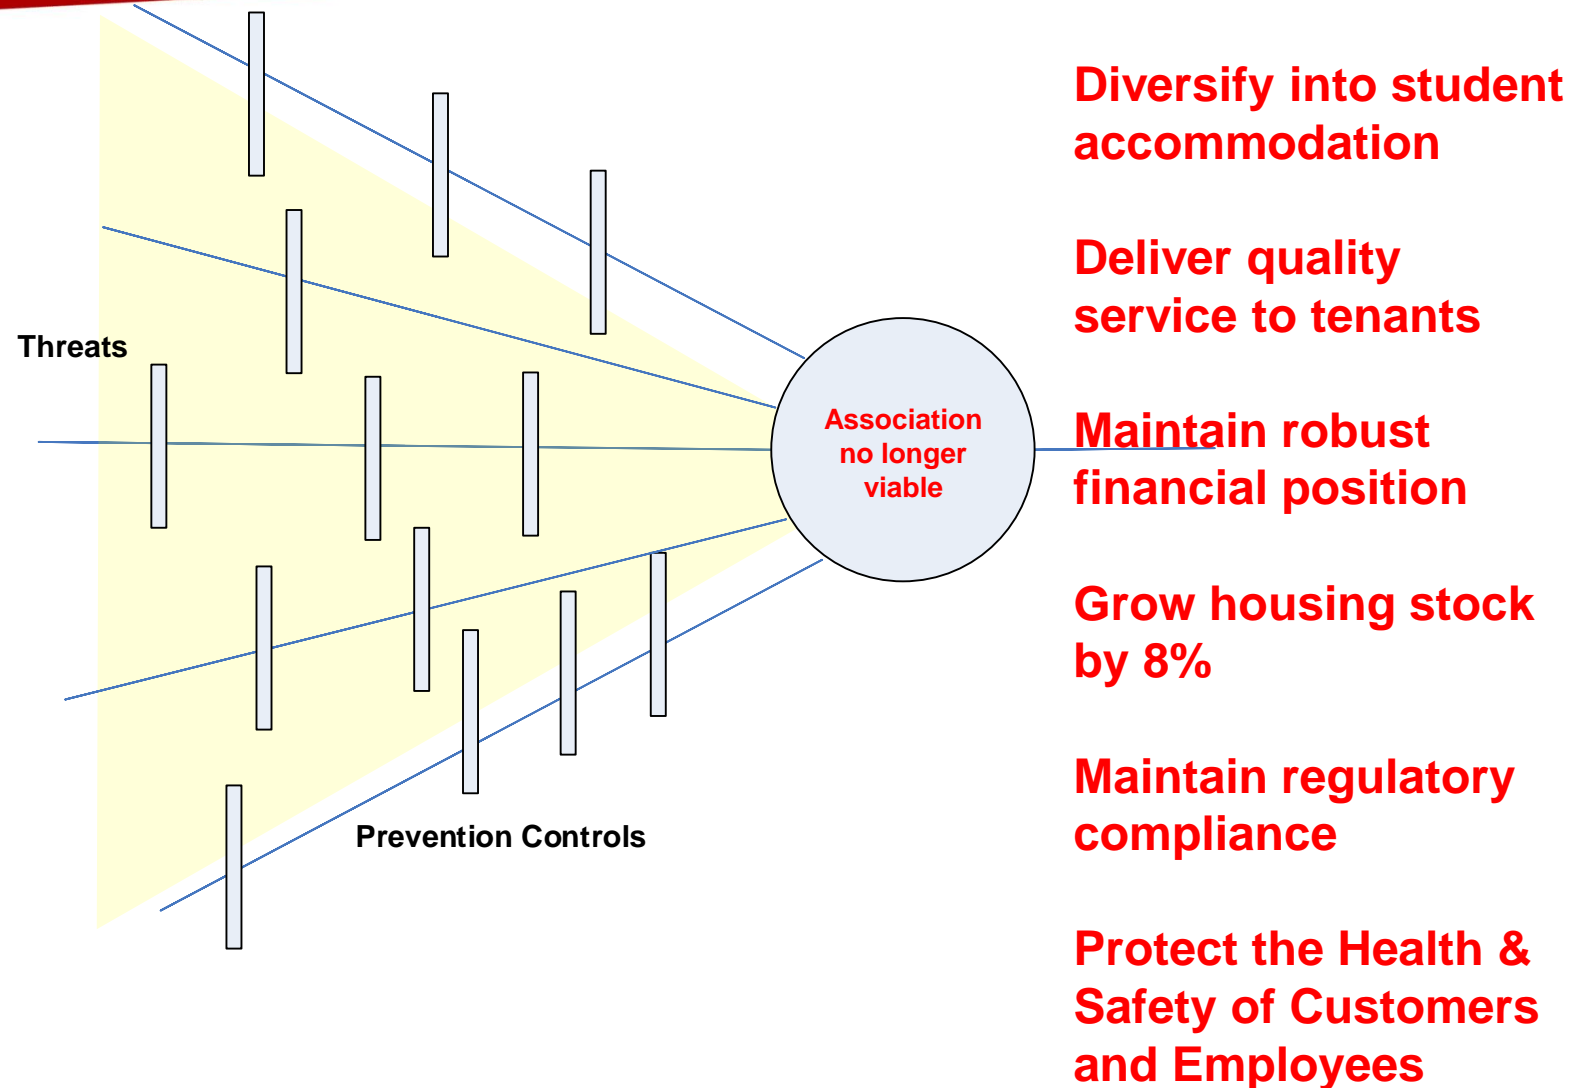 Threats
Prevention Controls
Association
no longer
viable
Diversify into student
accommodation
Deliver quality
service to tenants
Maintain robust
financial position
Grow housing stock
by 8%
Maintain regulatory
compliance
Protect the Health &
Safety of Customers
and Employees